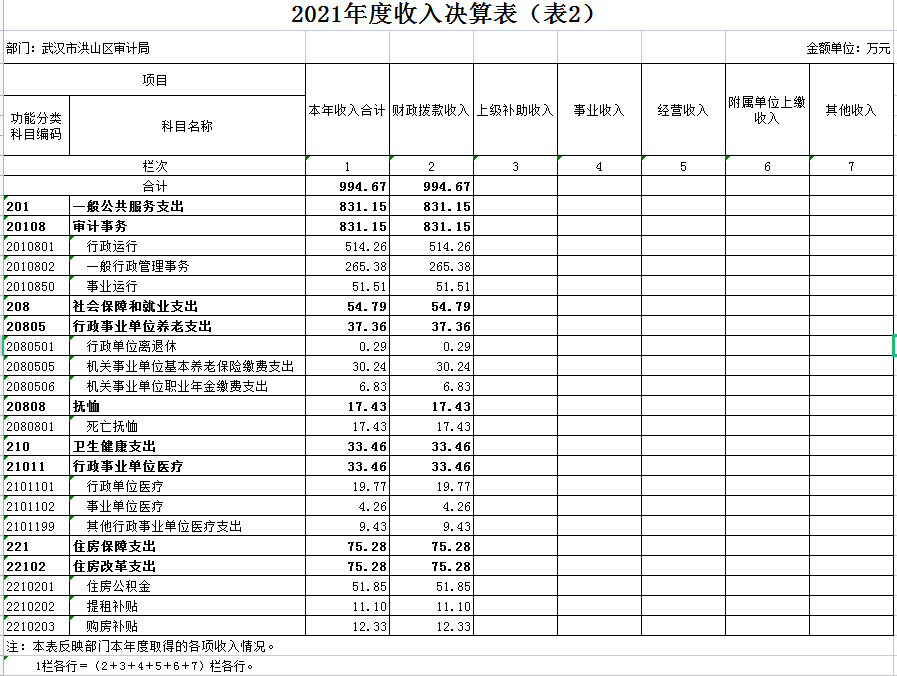 2021年度收入决算表（表2）
部门：武汉市洪山区审计局 金额单位：万元
项目 本年收入合计 财政拨款收入 上级补助收入 事业收入 经营收入 附属单位上缴收入 其他收入
功能分类科目编码 科目名称
栏次 1 2 3 4 5 6 7
合计 994.67 994.67
201 一般公共服务支出 831.15 831.15
20108 审计事务 831.15 831.15
2010801 行政运行 514.26 514.26
2010802 一般行政管理事务 265.38 265.38
2010850 事业运行 51.51 51.51
208 社会保障和就业支出 54.79 54.79
20805 行政事业单位养老支出 37.36 37.36
2080501 行政单位离退休 0.29 0.29
2080505 机关事业单位基本养老保险缴费支出 30.24 30.24
2080506 机关事业单位职业年金缴费支出 6.83 6.83
20808 抚恤 17.43 17.43
2080801 死亡抚恤 17.43 17.43
210 卫生健康支出 33.46 33.46
21011 行政事业单位医疗 33.46 33.46
2101101 行政单位医疗 19.77 19.77
2101102 事业单位医疗 4.26 4.26
2101199 其他行政事业单位医疗支出 9.43 9.43
221 住房保障支出 75.28 75.28
22102 住房改革支出 75.28 75.28
2210201 住房公积金 51.85 51.85
2210202 提租补贴 11.10 11.10
2210203 购房补贴 12.33 12.33
注：本表反映部门本年度取得的各项收入情况。
1栏各行＝（2+3+4+5+6+7）栏各行。